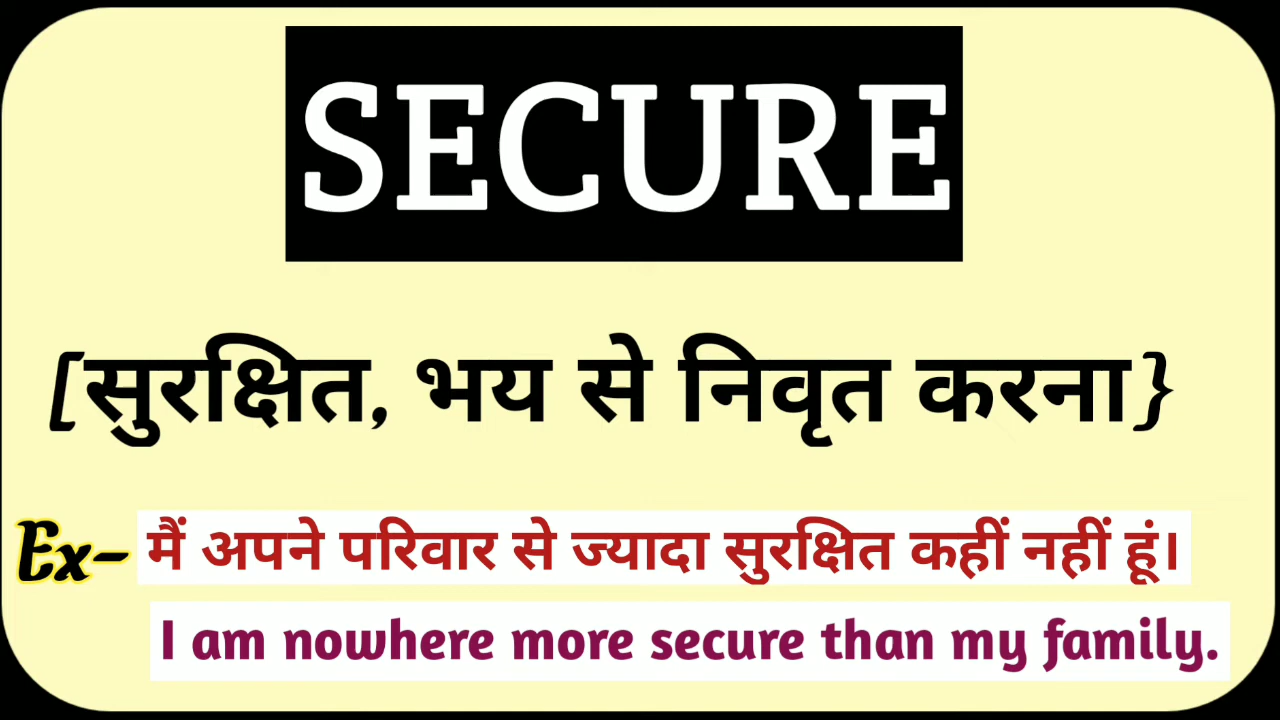 SECURE
[सुरक्षित, भय से निवृत करना}
Ex- मैं अपने परिवार से ज्यादा सुरक्षित कहीं नहीं हूं।
I am nowhere more secure than my family.